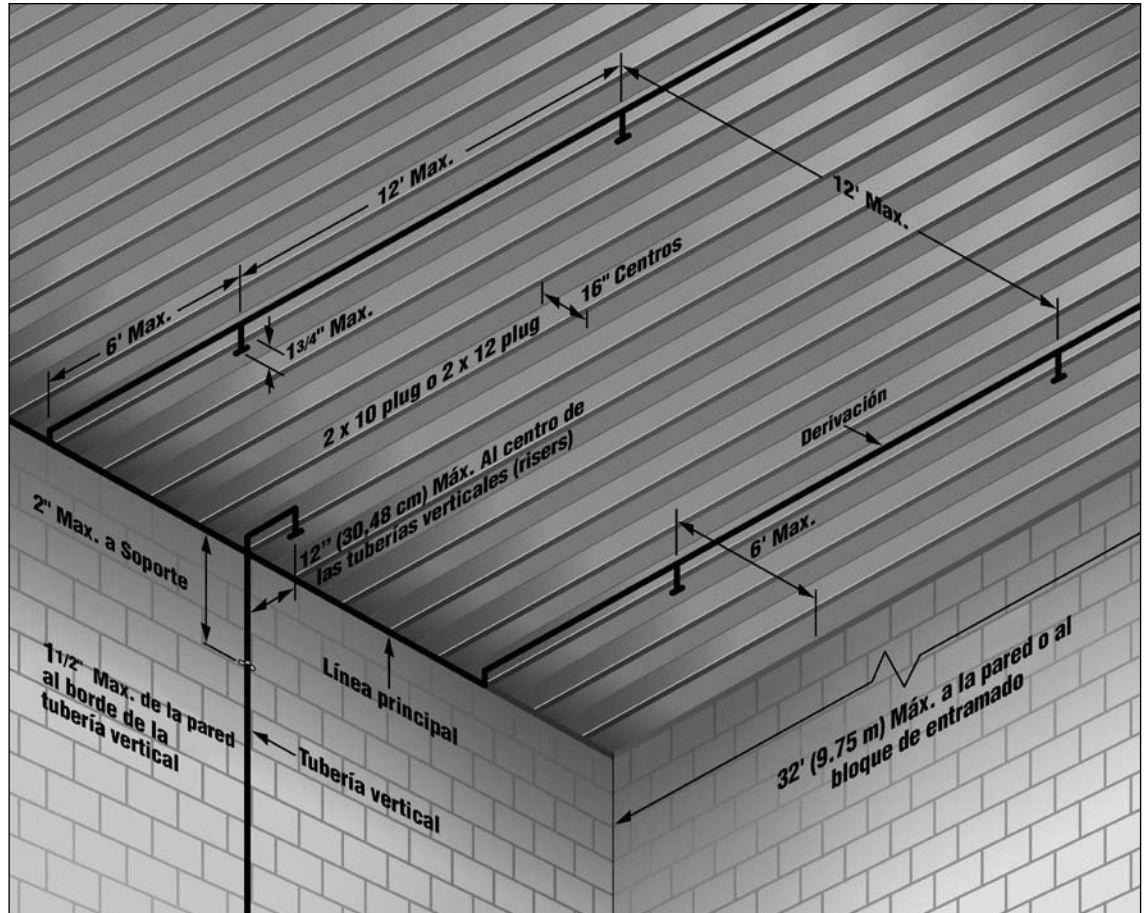 12' Max.
12' Max.
6' Max.
1 3/4" Max.
16" Centros
2 x 10 plug o 2 x 12 plug
12” (30,48 cm) Máx. Al centro de
las tuberías verticales (risers)
Derivación
6' Max.
2" Max. a Soporte
1 1/2" Max. de la pared
al borde de la
tubería vertical
Línea principal
Tubería vertical
32' (9.75 m) Máx. a la pared o al
bloque de entramado